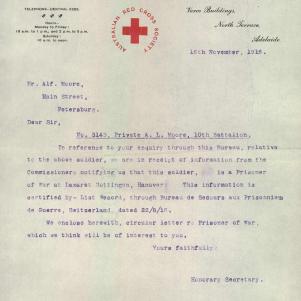 TELEPHONE—CENTRAL 6362.
HOURS:
Monday to Friday:
10 a.m. to 1 p.m. and 2 p.m. to 5 p.m.
Saturday:
10 a.m. to noon.
AUSTRALIAN RED CROSS SOCIETY
Verco Buildings,
North Terrace,
Adelaide
16th November, 1916.
Mr. Alf. Moore,
Main Street,
Petersburg.
Dear Sir,
No. 3145, Private A. L. Moore, 10th Battalion.
In reference to your enquiry through this Bureau, relative
to the above soldier, we are in receipt of information from the
Commissioners notifying us that this soldier, is a Prisoner
of War at Lazaret Gottingen, Hanover. This information is
certified by List Record, through Bureau de Secours aux Prisonniers
de Guerre, Switzerland, dated 22/9/16.
We enclose herewith, circular letter re Prisoner of War,
which we think will be of interest to you.
Yours faithfully,
Honorary Secretary.